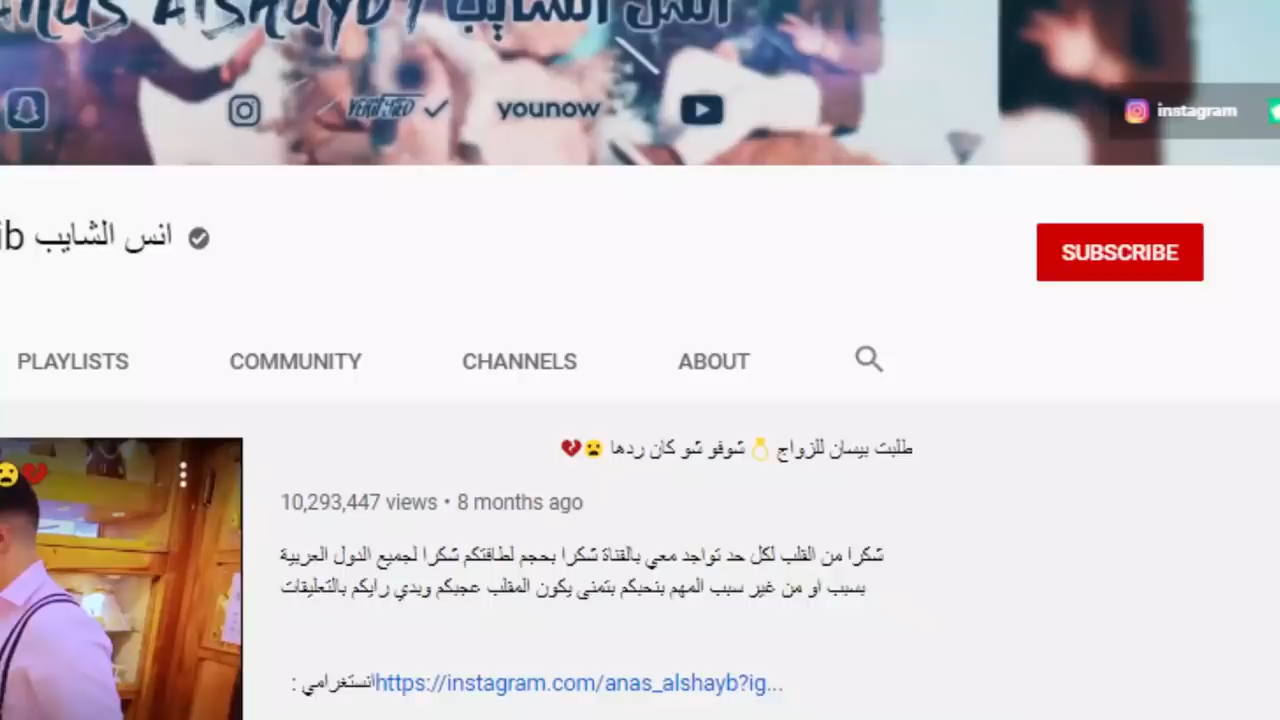 انس الشايب
younow
instagram
ib انس الشايب
SUBSCRIBE
PLAYLISTS COMMUNITY CHANNELS ABOUT
طلبت بيسان للزواج 💍 شوفو شو كان ردها 😦💔
10,293,447 views • 8 months ago
شكرا من القلب لكل حد تواجد معي بالقناة شكرا بحجم لطافتكم شكرا لجميع الدول العربية
بسبب او من غير سبب المهم بنحبكم بتمنى يكون المقلب عجبكم وبدي رايكم بالتعليقات
انستغرامي : https://instagram.com/anas_alshayb?ig...